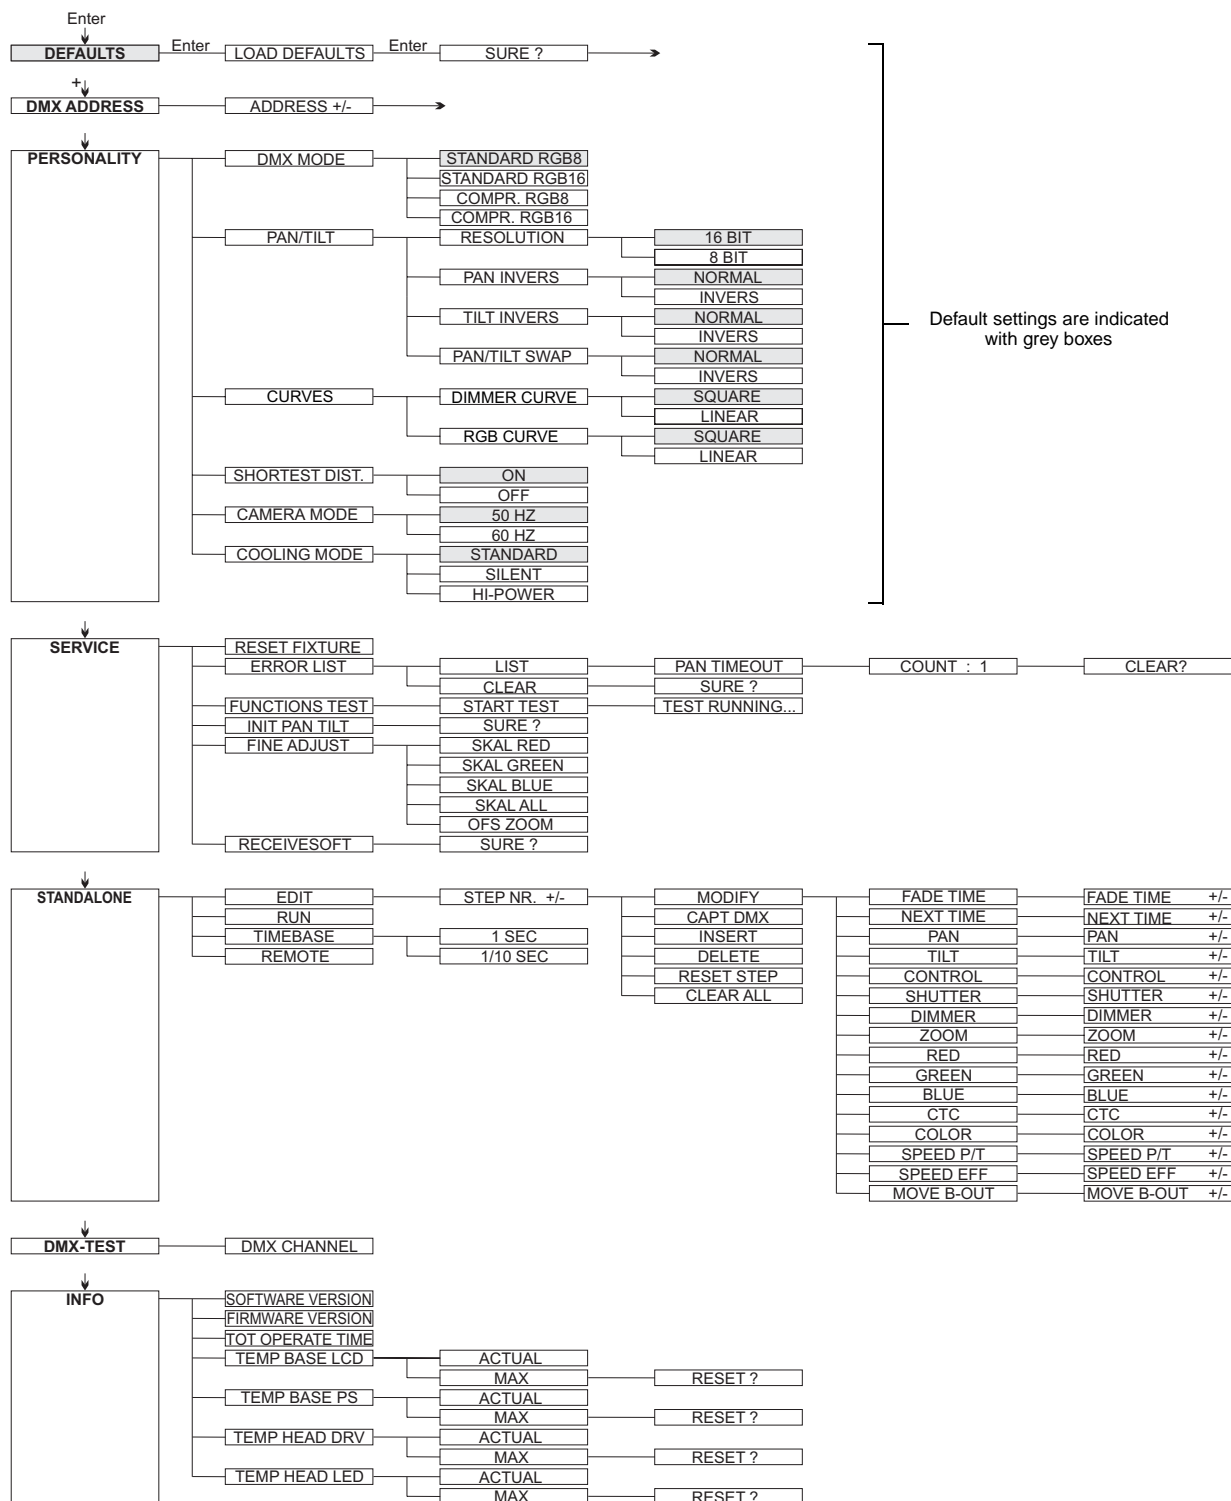 Enter
DEFAULTS Enter LOAD DEFAULTS Enter SURE ?
+
DMX ADDRESS ADDRESS +/-
PERSONALITY DMX MODE STANDARD RGB8
STANDARD RGB16
COMPR. RGB8
COMPR. RGB16
PAN/TILT RESOLUTION 16 BIT
8 BIT
PAN INVERS NORMAL
INVERS
TILT INVERS NORMAL
INVERS
PAN/TILT SWAP NORMAL
INVERS
CURVES DIMMER CURVE SQUARE
LINEAR
RGB CURVE SQUARE
LINEAR
SHORTEST DIST. ON
OFF
CAMERA MODE 50 HZ
60 HZ
COOLING MODE STANDARD
SILENT
HI-POWER
Default settings are indicated
with grey boxes
SERVICE RESET FIXTURE
ERROR LIST LIST PAN TIMEOUT COUNT : 1 CLEAR?
CLEAR SURE ?
FUNCTIONS TEST START TEST TEST RUNNING...
INIT PAN TILT SURE ?
FINE ADJUST SKAL RED
SKAL GREEN
SKAL BLUE
SKAL ALL
OFS ZOOM
RECEIVESOFT SURE ?
STANDALONE EDIT STEP NR. +/- MODIFY FADE TIME FADE TIME +/-
RUN CAPT DMX NEXT TIME NEXT TIME +/-
TIMEBASE 1 SEC INSERT PAN PAN +/-
REMOTE 1/10 SEC DELETE TILT TILT +/-
RESET STEP CONTROL CONTROL +/-
CLEAR ALL SHUTTER SHUTTER +/-
DIMMER DIMMER +/-
ZOOM ZOOM +/-
RED RED +/-
GREEN GREEN +/-
BLUE BLUE +/-
CTC CTC +/-
COLOR COLOR +/-
SPEED P/T SPEED P/T +/-
SPEED EFF SPEED EFF +/-
MOVE B-OUT MOVE B-OUT +/-
DMX-TEST DMX CHANNEL
INFO SOFTWARE VERSION
FIRMWARE VERSION
TOT OPERATE TIME
TEMP BASE LCD ACTUAL
MAX RESET ?
TEMP BASE PS ACTUAL
MAX RESET ?
TEMP HEAD DRV ACTUAL
MAX RESET ?
TEMP HEAD LED ACTUAL
MAX RESET ?